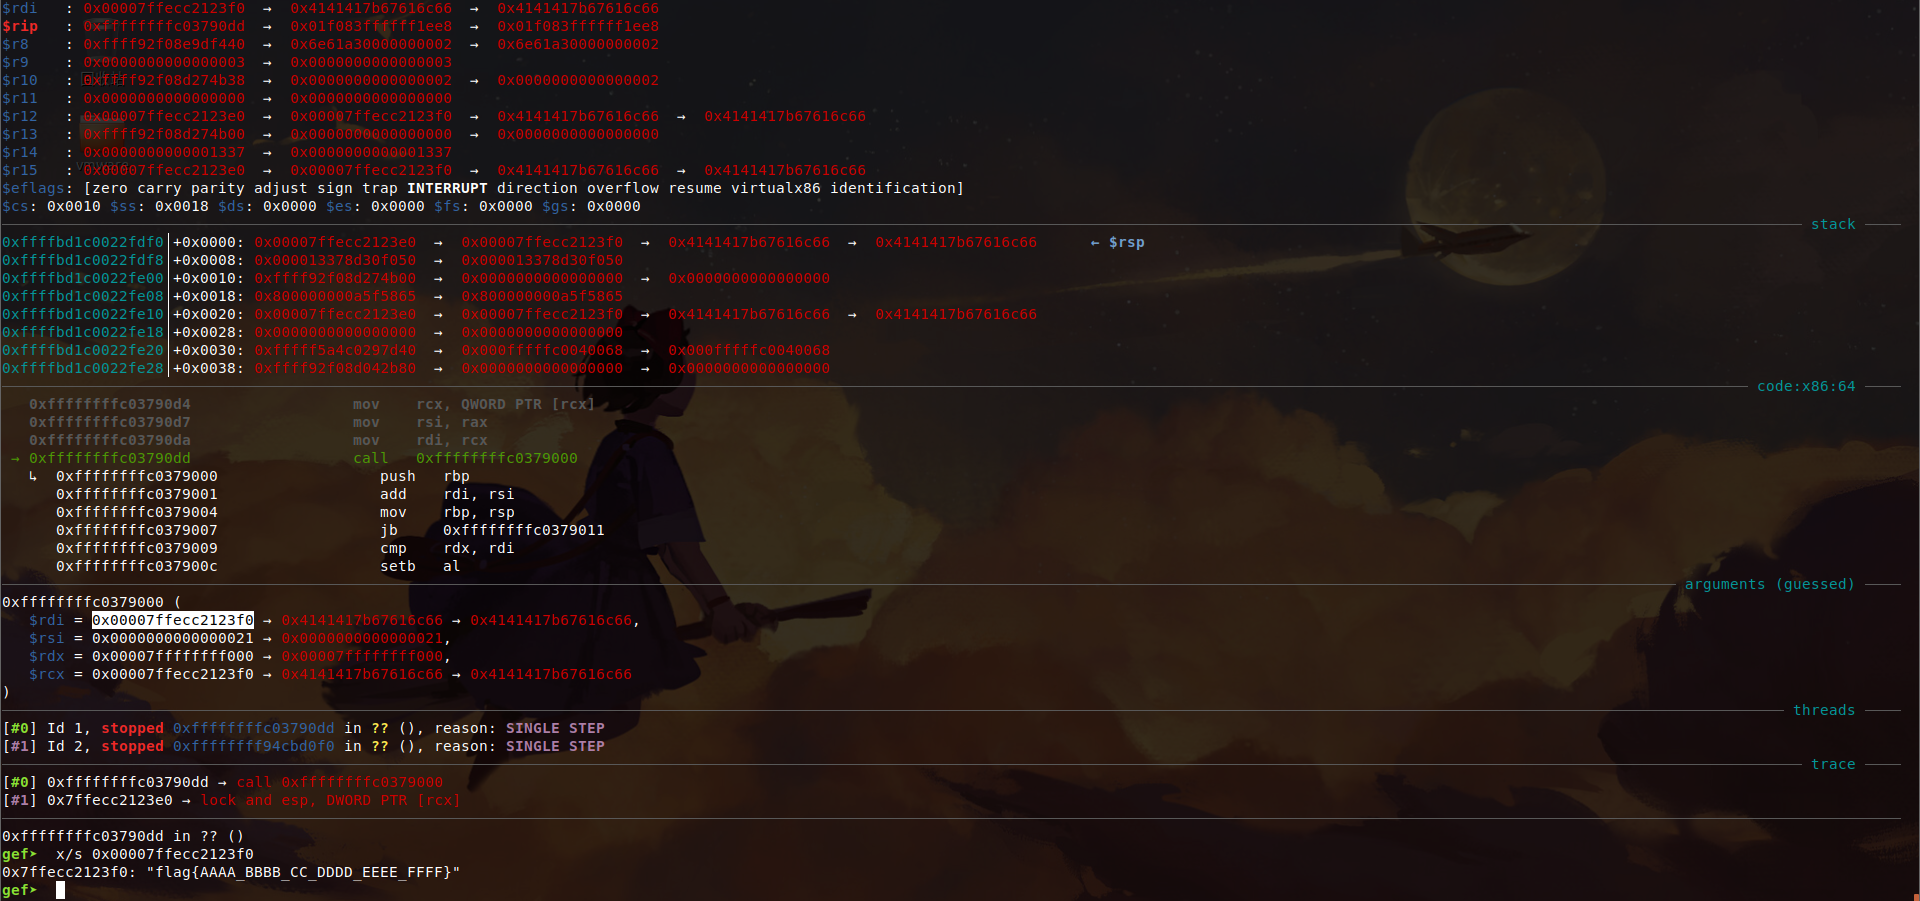 $rdi   : 0x00007ffecc2123f0  →  0x4141417b67616c66  →  0x4141417b67616c66
$rip   : 0xffffffffc03790dd  →  0x01f083ffffff1ee8  →  0x01f083ffffff1ee8
$r8    : 0xffff92f08e9df440  →  0x6e61a30000000002  →  0x6e61a30000000002
$r9    : 0x0000000000000003  →  0x0000000000000003
$r10   : 0xffff92f08d274b38  →  0x0000000000000002  →  0x0000000000000002
$r11   : 0x0000000000000000  →  0x0000000000000000
$r12   : 0x00007ffecc2123e0  →  0x00007ffecc2123f0  →  0x4141417b67616c66  →  0x4141417b67616c66
$r13   : 0xffff92f08d274b00  →  0x0000000000000000  →  0x0000000000000000
$r14   : 0x0000000000001337  →  0x0000000000001337
vmware
$r15   : 0x00007ffecc2123e0  →  0x00007ffecc2123f0  →  0x4141417b67616c66  →  0x4141417b67616c66
$eflags: [zero carry parity adjust sign trap INTERRUPT direction overflow resume virtualx86 identification]
$cs: 0x0010 $ss: 0x0018 $ds: 0x0000 $es: 0x0000 $fs: 0x0000 $gs: 0x0000
stack
0xffffbd1c0022fdf0│+0x0000: 0x00007ffecc2123e0  →  0x00007ffecc2123f0  →  0x4141417b67616c66  →  0x4141417b67616c66      ← $rsp
0xffffbd1c0022fdf8│+0x0008: 0x000013378d30f050  →  0x000013378d30f050
0xffffbd1c0022fe00│+0x0010: 0xffff92f08d274b00  →  0x0000000000000000  →  0x0000000000000000
0xffffbd1c0022fe08│+0x0018: 0x800000000a5f5865  →  0x800000000a5f5865
0xffffbd1c0022fe10│+0x0020: 0x00007ffecc2123e0  →  0x00007ffecc2123f0  →  0x4141417b67616c66  →  0x4141417b67616c66
0xffffbd1c0022fe18│+0x0028: 0x0000000000000000  →  0x0000000000000000
0xffffbd1c0022fe20│+0x0030: 0xfffff5a4c0297d40  →  0x000fffffc0040068  →  0x000fffffc0040068
0xffffbd1c0022fe28│+0x0038: 0xffff92f08d042b80  →  0x0000000000000000  →  0x0000000000000000
code:x86:64
0xffffffffc03790d4                  mov    rcx, QWORD PTR [rcx]
0xffffffffc03790d7                  mov    rsi, rax
0xffffffffc03790da                  mov    rdi, rcx
→ 0xffffffffc03790dd                  call   0xffffffffc0379000
↳  0xffffffffc0379000                  push   rbp
0xffffffffc0379001                  add    rdi, rsi
0xffffffffc0379004                  mov    rbp, rsp
0xffffffffc0379007                  jb     0xffffffffc0379011
0xffffffffc0379009                  cmp    rdx, rdi
0xffffffffc037900c                  setb   al
arguments (guessed)
0xffffffffc0379000 (
$rdi = 0x00007ffecc2123f0 → 0x4141417b67616c66 → 0x4141417b67616c66,
$rsi = 0x0000000000000021 → 0x0000000000000021,
$rdx = 0x00007ffffffff000 → 0x00007ffffffff000,
$rcx = 0x00007ffecc2123f0 → 0x4141417b67616c66 → 0x4141417b67616c66
)
threads
[#0] Id 1, stopped 0xffffffffc03790dd in ?? (), reason: SINGLE STEP
[#1] Id 2, stopped 0xffffffff94cbd0f0 in ?? (), reason: SINGLE STEP
trace
[#0] 0xffffffffc03790dd → call 0xffffffffc0379000
[#1] 0x7ffecc2123e0 → lock and esp, DWORD PTR [rcx]
0xffffffffc03790dd in ?? ()
gef➤  x/s 0x00007ffecc2123f0
0x7ffecc2123f0: "flag{AAAA_BBBB_CC_DDDD_EEEE_FFFF}"
gef➤